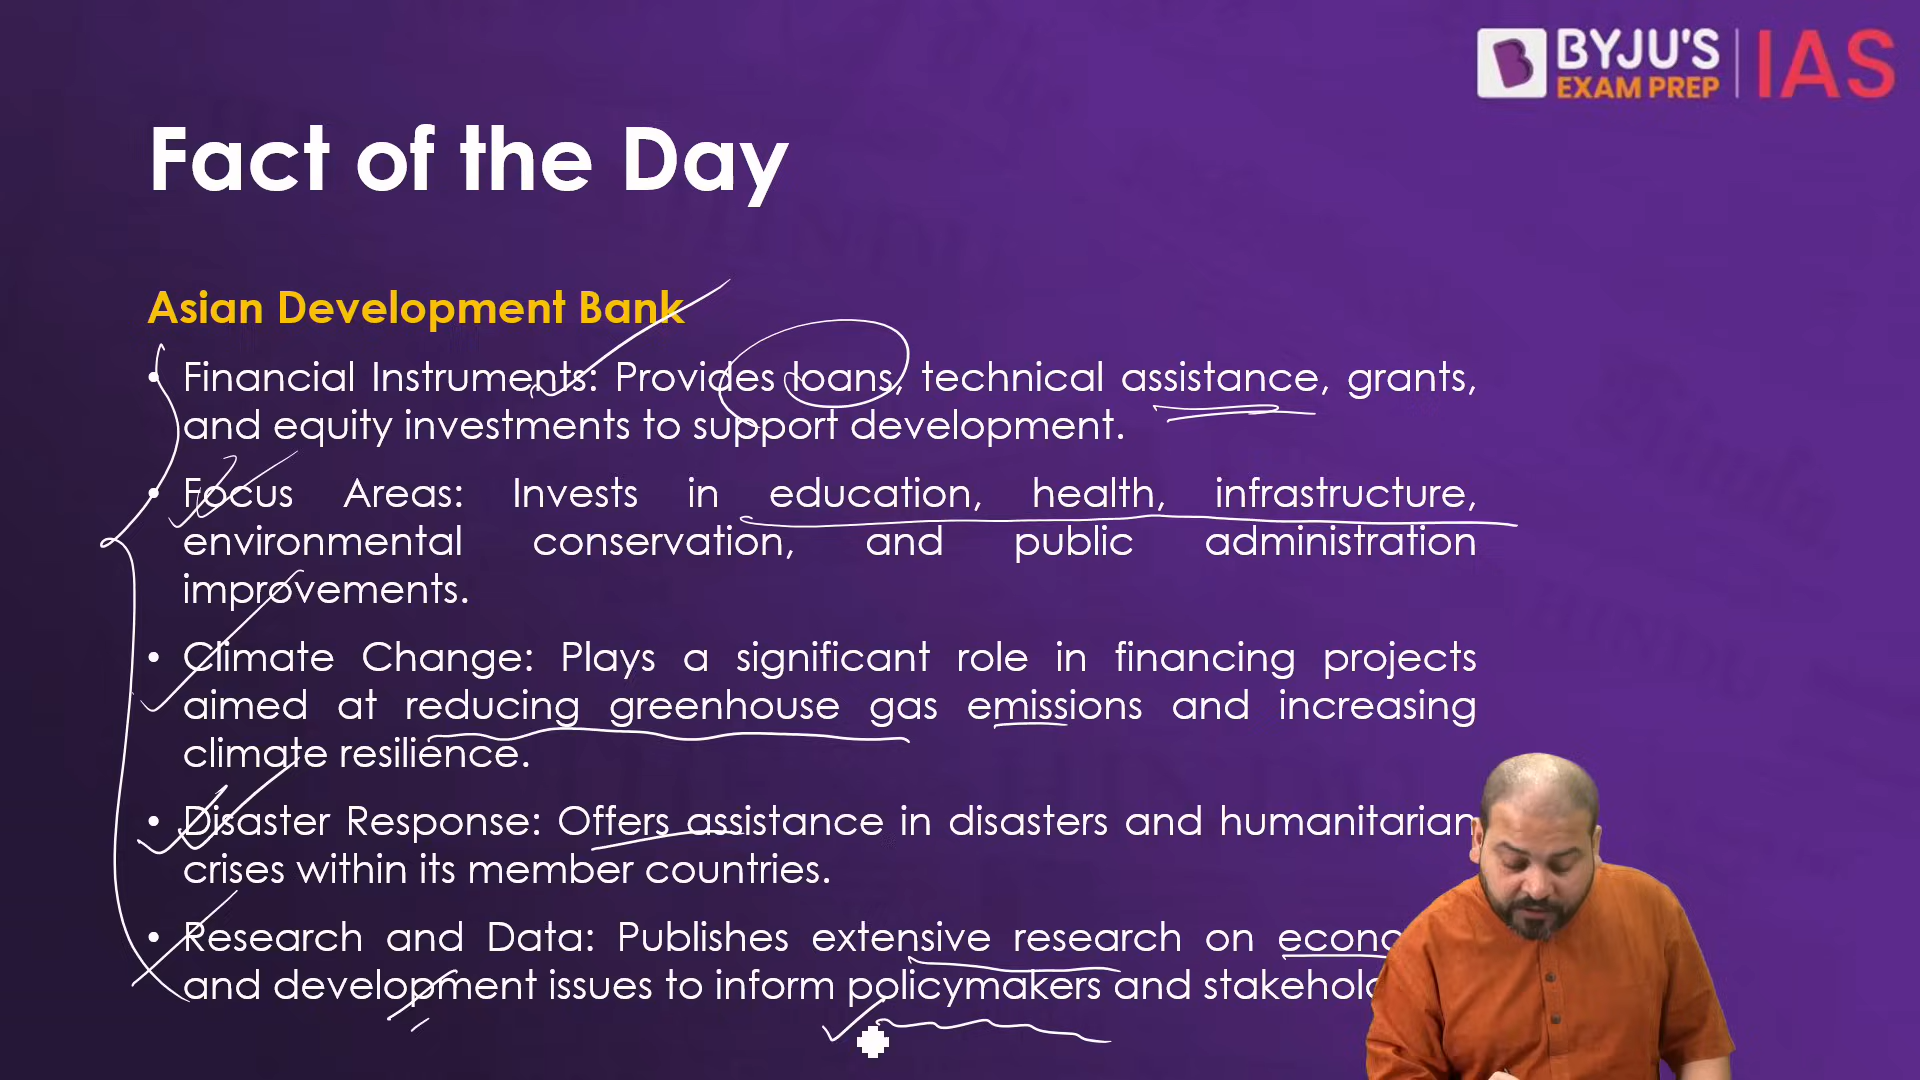 BYJU'S
EXAM PREP
IAS
Fact of the Day
Asian Development Bank
• Financial Instruments: Provides loans, technical assistance, grants,
and equity investments to support development.
• Focus Areas: Invests in education, health, infrastructure,
environmental conservation, and public administration
improvements.
• Climate Change: Plays a significant role in financing projects
aimed at reducing greenhouse gas emissions and increasing
climate resilience.
• Disaster Response: Offers assistance in disasters and humanitarian
crises within its member countries.
• Research and Data: Publishes extensive research on
and development issues to inform policymakers and